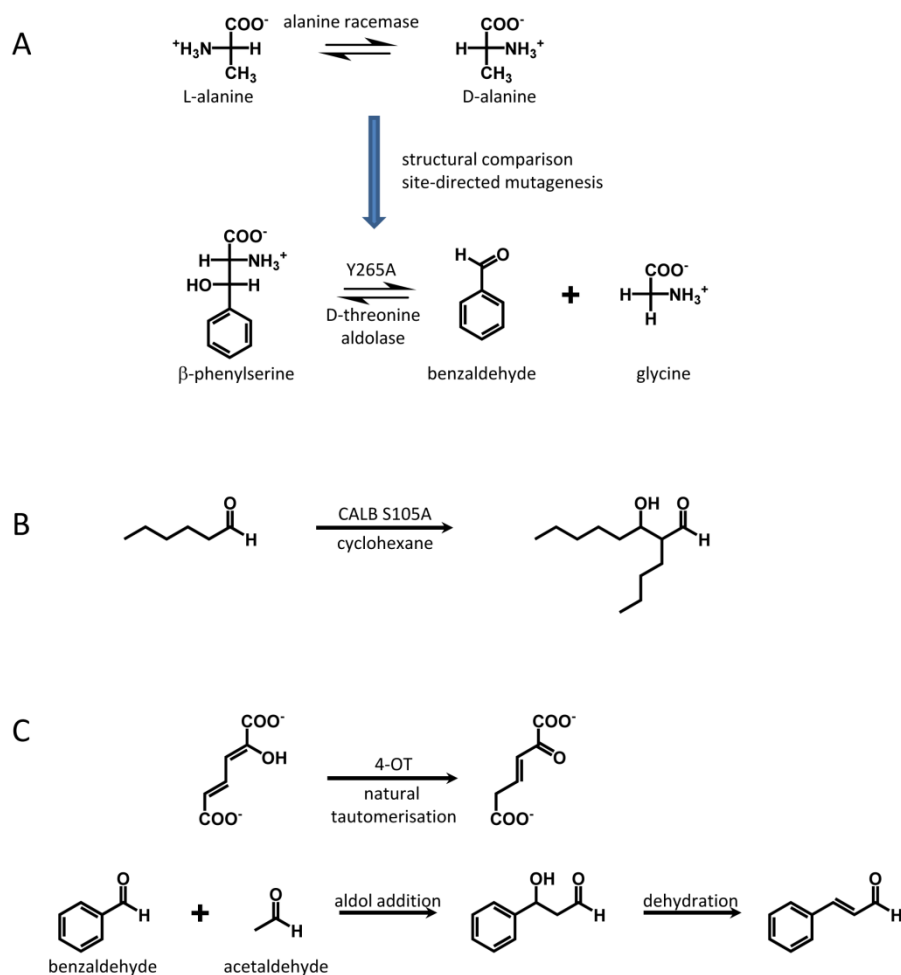 A
COO⁻
alanine racemase
COO⁻
⁺H₃N
H
H
NH₃⁺
CH₃
CH₃
L-alanine
D-alanine
structural comparison
site-directed mutagenesis
COO⁻
H
NH₃⁺
HO
H
Y265A
D-threonine
aldolase
H
O
+
COO⁻
H
NH₃⁺
H
β-phenylserine
benzaldehyde
glycine
B
O
H
CALB S105A
cyclohexane
OH
O
H
C
COO⁻
OH
COO⁻
4-OT
natural
tautomerisation
COO⁻
O
COO⁻
O
H
benzaldehyde
+
O
H
acetaldehyde
aldol addition
OH
O
H
dehydration
O
H